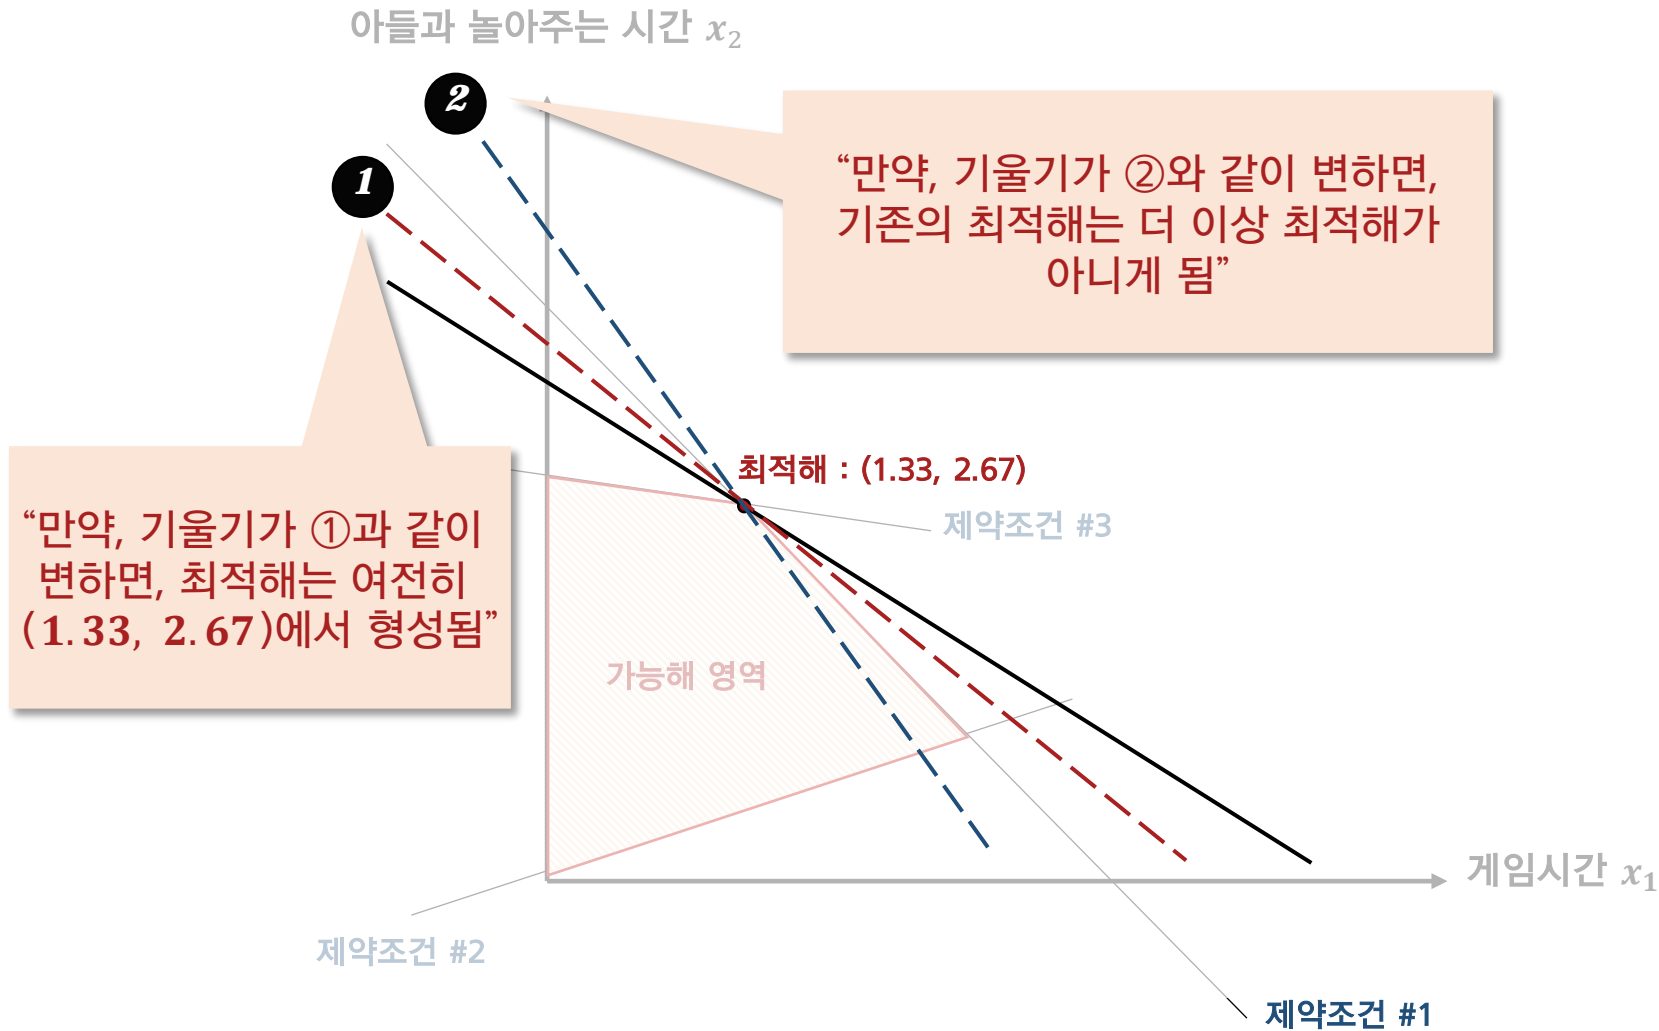 아들과 놀아주는 시간 x₂
2
1
“만약, 기울기가 ②와 같이 변하면,
기존의 최적해는 더 이상 최적해가
아니게 됨”
최적해 : (1.33, 2.67)
제약조건 #3
“만약, 기울기가 ①과 같이
변하면, 최적해는 여전히
(1.33, 2.67)에서 형성됨”
가능해 영역
게임시간 x₁
제약조건 #2
제약조건 #1